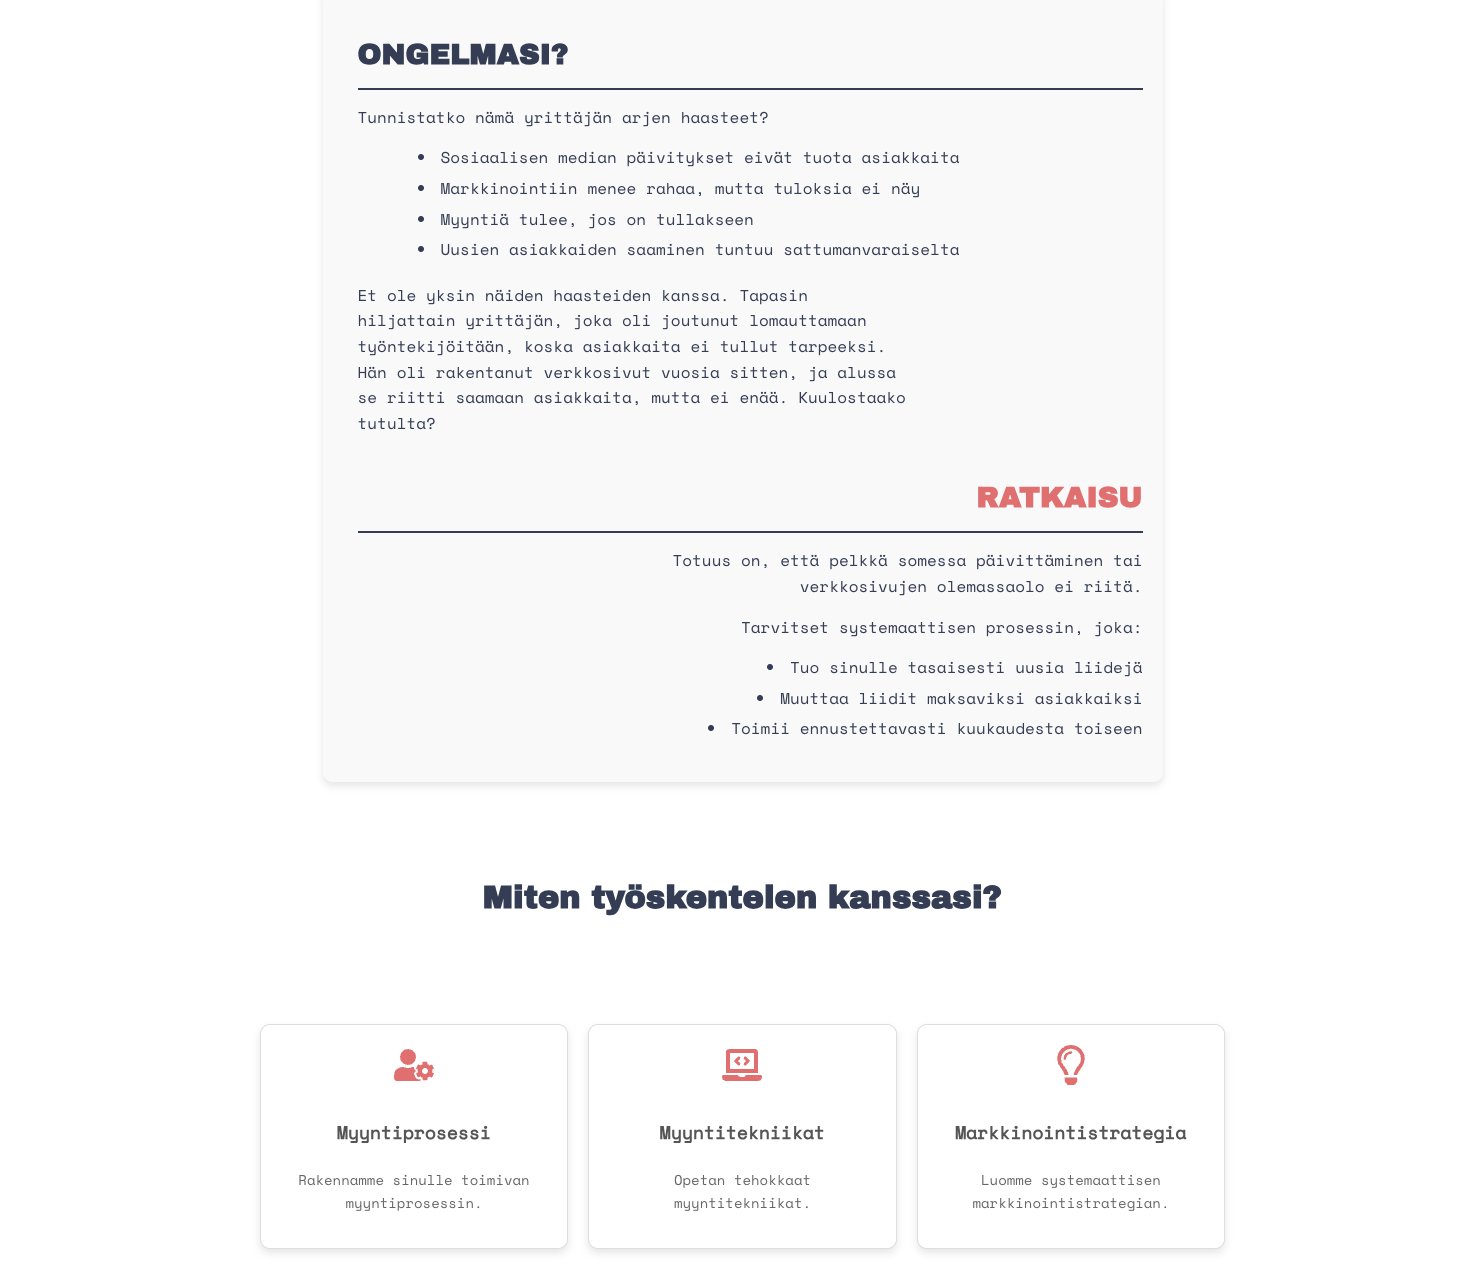 ONGELMASI?
Tunnistatko nämä yrittäjän arjen haasteet?
• Sosiaalisen median päivitykset eivät tuota asiakkaita
• Markkinointiin menee rahaa, mutta tuloksia ei näy
• Myyntiä tulee, jos on tullakseen
• Uusien asiakkaiden saaminen tuntuu sattumanvaraiselta
Et ole yksin näiden haasteiden kanssa. Tapasin
hiljattain yrittäjän, joka oli joutunut lomauttamaan
työntekijöitään, koska asiakkaita ei tullut tarpeeksi.
Hän oli rakentanut verkkosivut vuosia sitten, ja alussa
se riitti saamaan asiakkaita, mutta ei enää. Kuulostaako
tutulta?
RATKAISU
Totuus on, että pelkkä somessa päivittäminen tai
verkkosivujen olemassaolo ei riitä.
Tarvitset systemaattisen prosessin, joka:
• Tuo sinulle tasaisesti uusia liidejä
• Muuttaa liidit maksaviksi asiakkaiksi
• Toimii ennustettavasti kuukaudesta toiseen
Miten työskentelen kanssasi?
Myyntiprosessi
Rakennamme sinulle toimivan
myyntiprosessin.
Myyntitekniikat
Opetan tehokkaat
myyntitekniikat.
Markkinointistrategia
Luomme systemaattisen
markkinointistrategian.